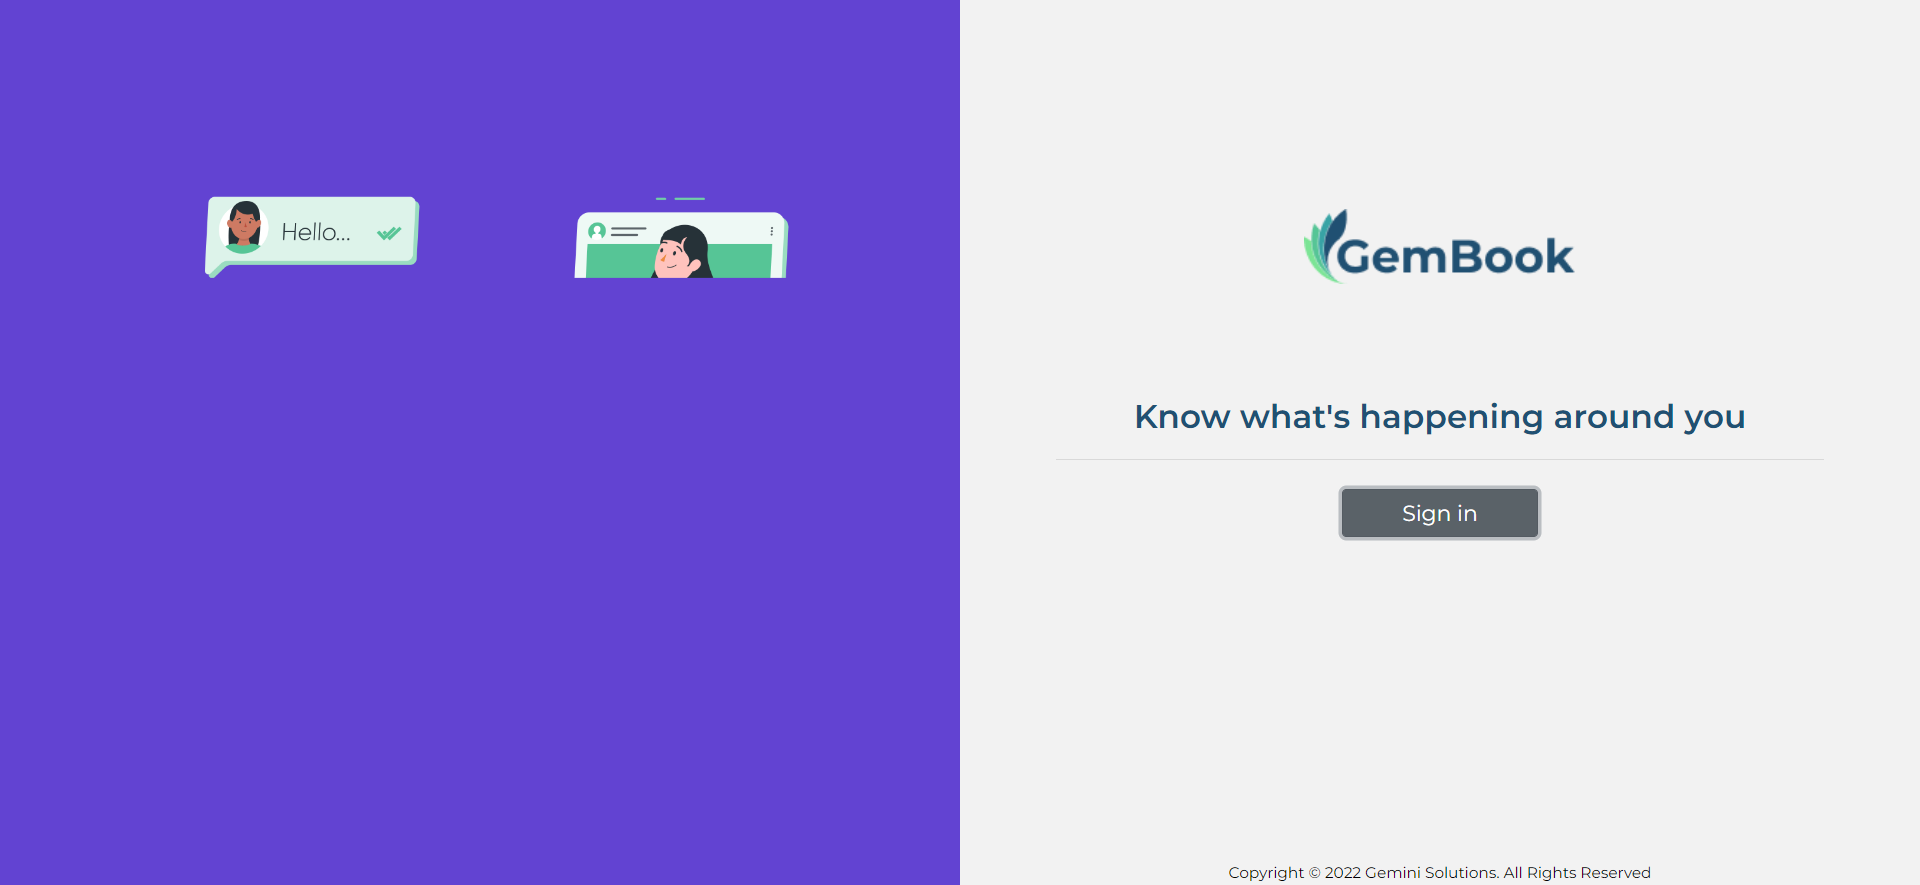 Hello...
GemBook
Know what's happening around you
Sign in
Copyright © 2022 Gemini Solutions. All Rights Reserved